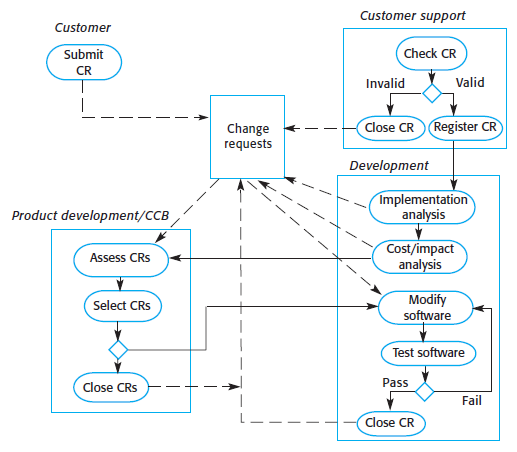 Customer
Submit
CR
Customer support
Check CR
Invalid
Valid
Close CR
Register CR
Change
requests
Development
Implementation
analysis
Cost/impact
analysis
Modify
software
Test software
Pass
Fail
Close CR
Product development/CCB
Assess CRs
Select CRs
Close CRs